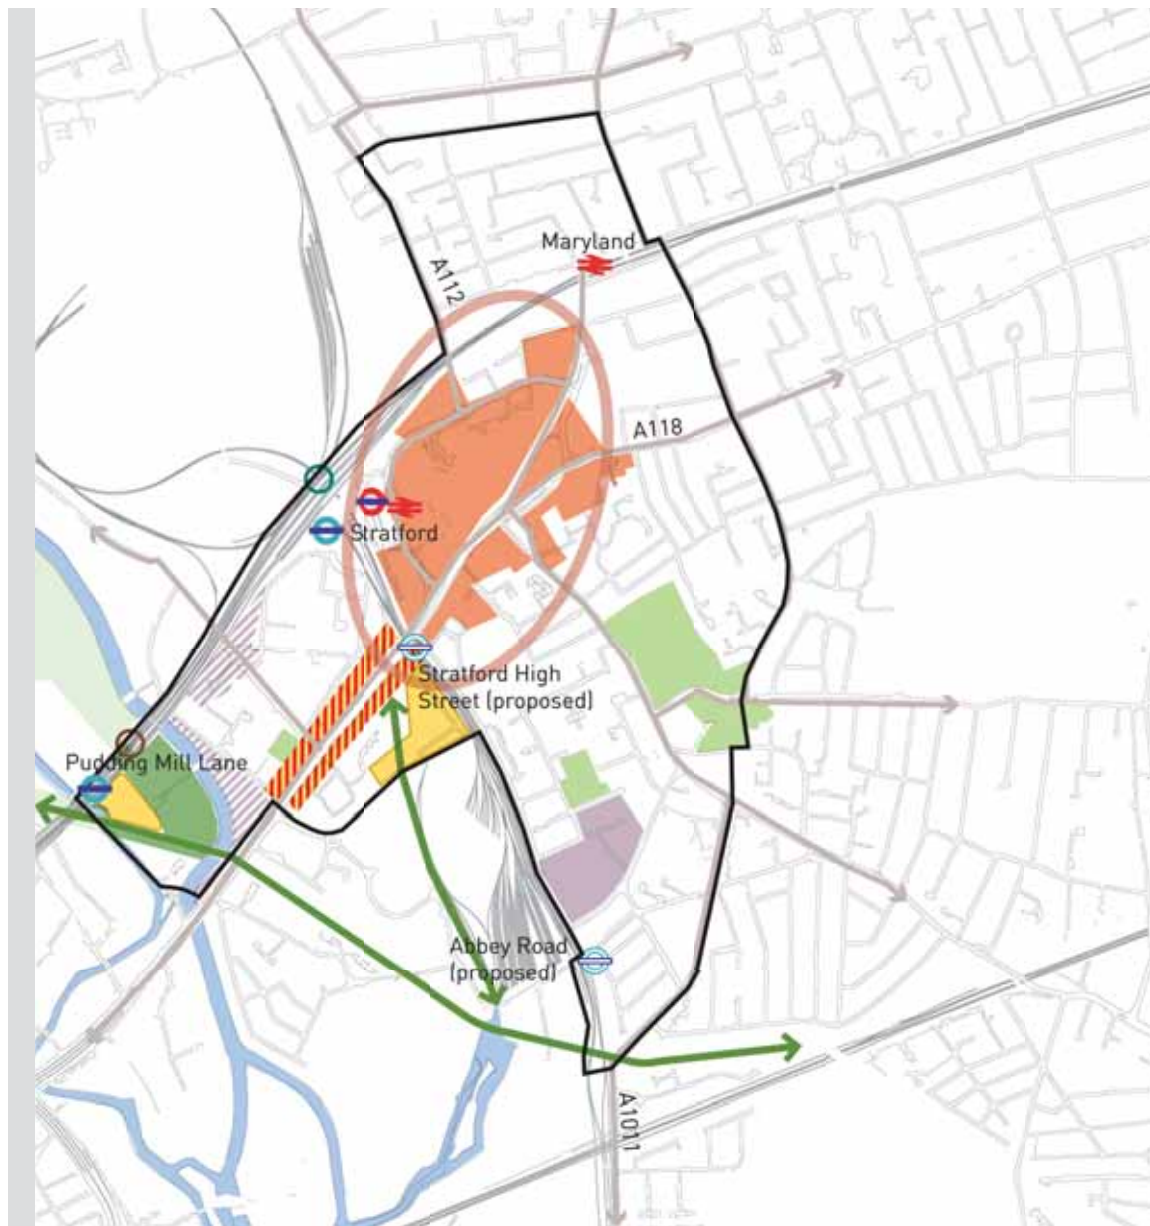 Maryland
A112
A118
Stratford
Stratford High
Street (proposed)
Pudding Mill Lane
Abbey Road
(proposed)
A1011